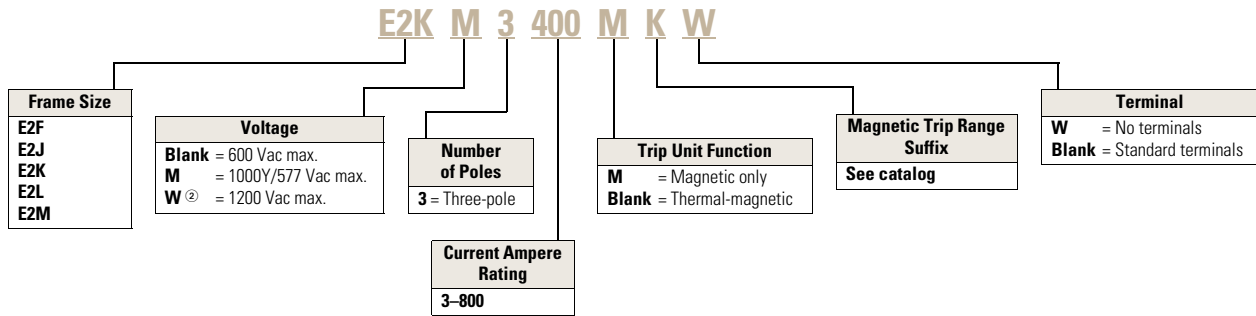 E2K M 3 400 M K W
Frame Size
E2F
E2J
E2K
E2L
E2M
Voltage
Blank = 600 Vac max.
M = 1000Y/577 Vac max.
W ② = 1200 Vac max.
Number
of Poles
3 = Three-pole
Current Ampere
Rating
3–800
Trip Unit Function
M = Magnetic only
Blank = Thermal-magnetic
Magnetic Trip Range
Suffix
See catalog
Terminal
W = No terminals
Blank = Standard terminals